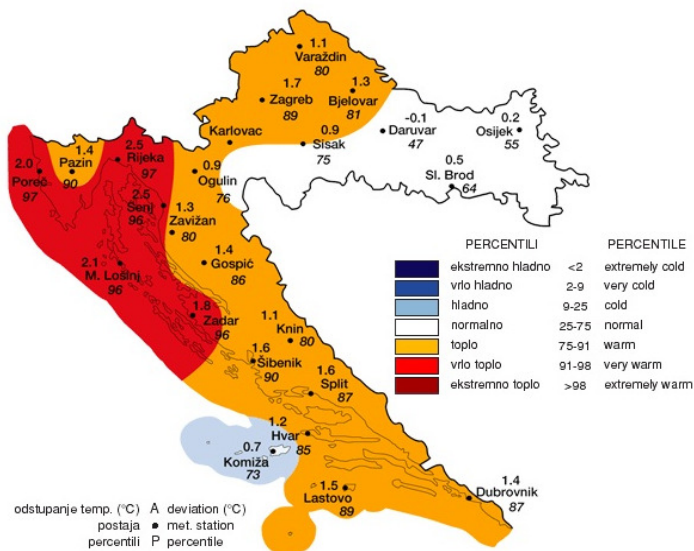 1.1
Varaždin
80
1.7
Zagreb
89
1.3
Bjelovar
81
Karlovac
0.9
Sisak
75
-0.1
Daruvar
47
0.2
Osijek
55
0.5
Sl. Brod
64
2.0
Poreč
97
1.4
Pazin
90
2.5
Rijeka
97
0.9
Ogulin
76
2.5
Senj
96
1.3
Zavižan
80
1.4
Gospić
86
2.1
M. Lošinj
96
1.8
Zadar
96
1.1
Knin 80
1.6
Šibenik
90
1.6
Split
87
1.2
Hvar
85
0.7
Komiža
73
1.5
Lastovo
89
1.4
Dubrovnik
87
PERCENTILI PERCENTILE
ekstremno hladno <2 extremely cold
vrlo hladno 2-9 very cold
hladno 9-25 cold
normalno 25-75 normal
toplo 75-91 warm
vrlo toplo 91-98 very warm
ekstremno toplo >98 extremely warm
odstupanje temp. (°C) A deviation (°C)
postaja ● met. station
percentili P percentile